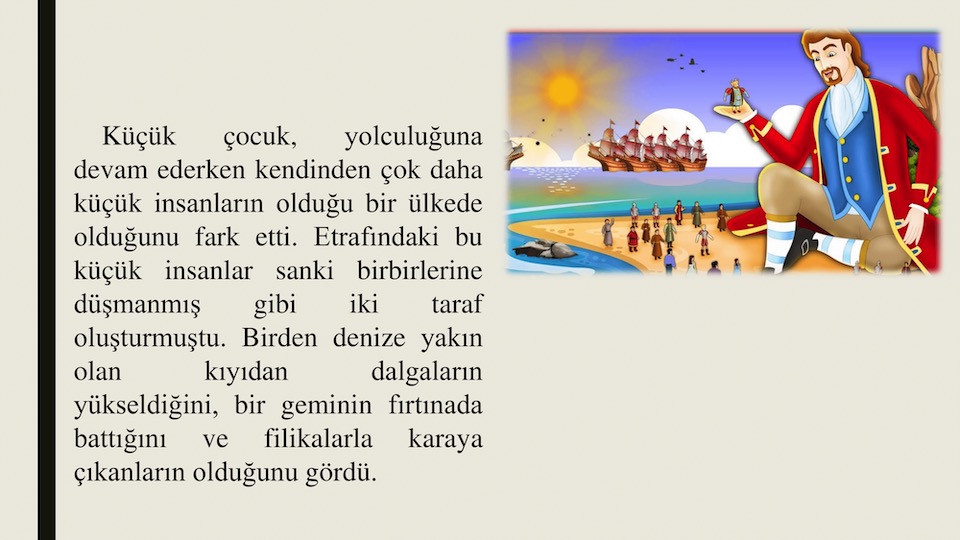 Küçük çocuk, yolculuğuna
devam ederken kendinden çok daha
küçük insanların olduğu bir ülkede
olduğunu fark etti. Etrafındaki bu
küçük insanlar sanki birbirlerine
düşmanmış gibi iki taraf
oluşturmuştu. Birden denize yakın
olan kıyıdan dalgaların
yükseldiğini, bir geminin fırtınada
battığını ve filikalarla karaya
çıkanların olduğunu gördü.